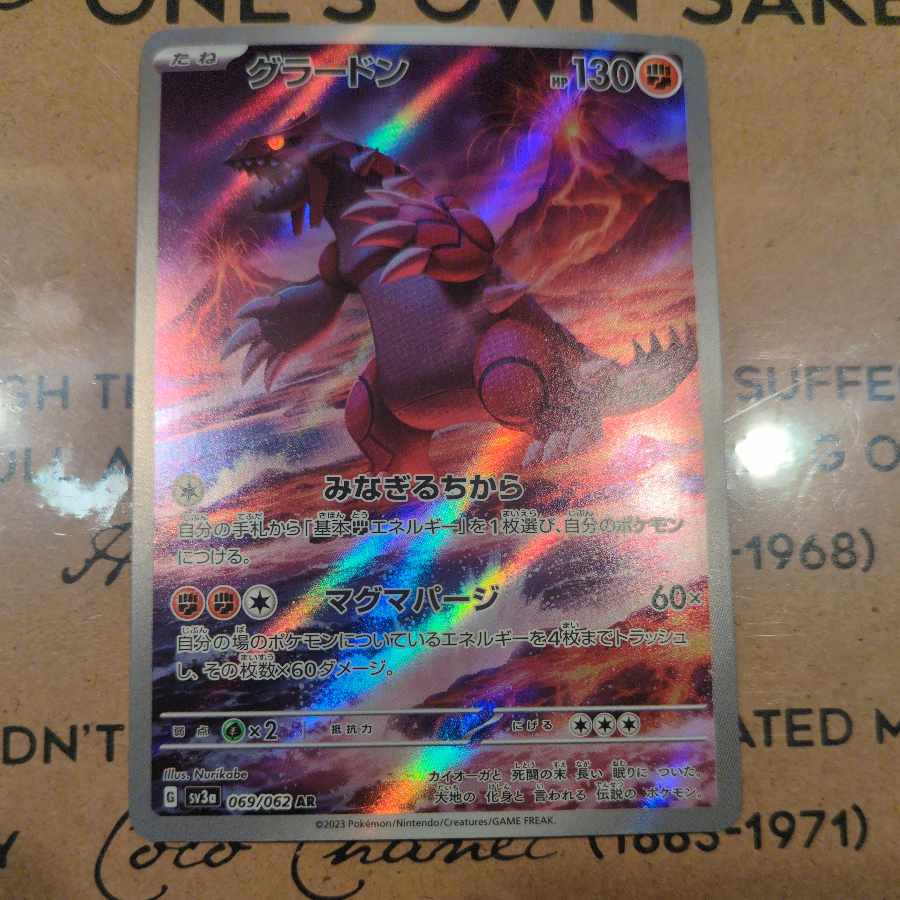 ONE'S OWN SAKE
たね
グラードン
HP 130
GH TH
SUFFE
みなぎるちから
自分の手札から「基本エネルギー」を1枚選び、自分のポケモン
につける。
-1968)
マグマパージ 60×
自分の場のポケモンについているエネルギーを4枚までトラッシュ
し、その枚数×60ダメージ。
弱点 ×2 抵抗力 にげる
DN'T
ATED M
Illus. Nurikabe
カイオーガと 死闘の末 長い 眠りに ついた。
大地の 化身と 言われる 伝説の ポケモン。
G sv3a 069/062 AR
©2023 Pokémon/Nintendo/Creatures/GAME FREAK.
Coco Chanel (1883-1971)